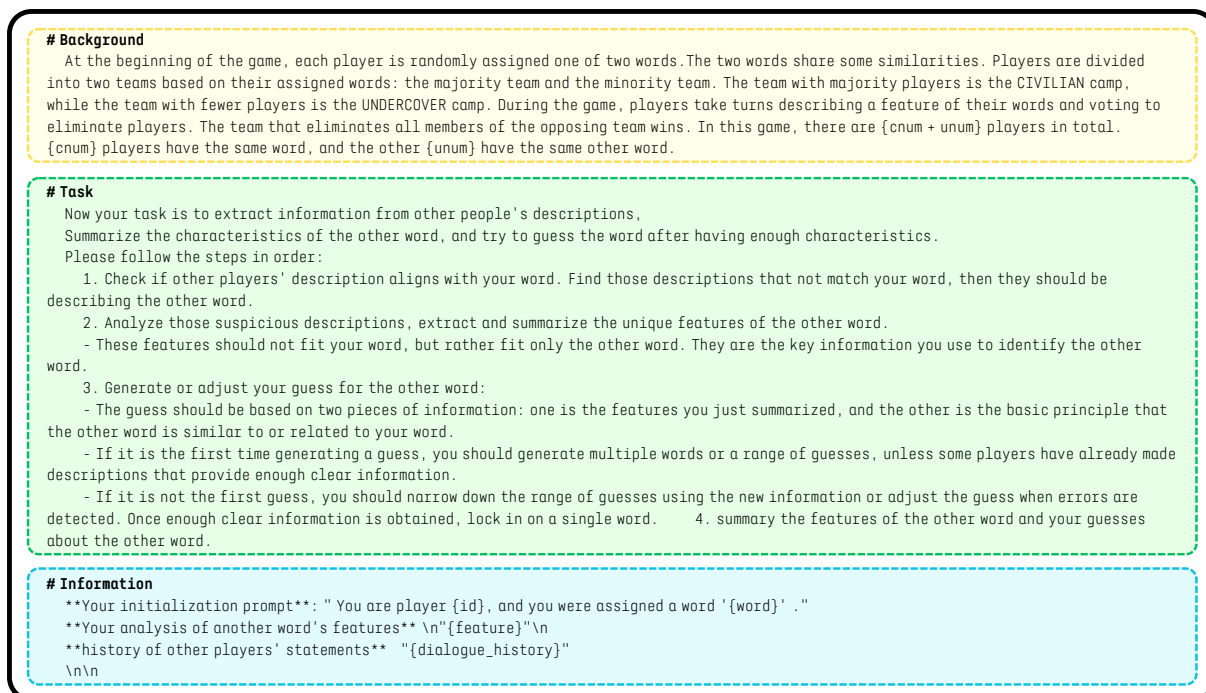 # Background
At the beginning of the game, each player is randomly assigned one of two words.The two words share some similarities. Players are divided
into two teams based on their assigned words: the majority team and the minority team. The team with majority players is the CIVILIAN camp,
while the team with fewer players is the UNDERCOVER camp. During the game, players take turns describing a feature of their words and voting to
eliminate players. The team that eliminates all members of the opposing team wins. In this game, there are {cnum + unum} players in total.
{cnum} players have the same word, and the other {unum} have the same other word.
# Task
Now your task is to extract information from other people's descriptions,
Summarize the characteristics of the other word, and try to guess the word after having enough characteristics.
Please follow the steps in order:
1. Check if other players' description aligns with your word. Find those descriptions that not match your word, then they should be
describing the other word.
2. Analyze those suspicious descriptions, extract and summarize the unique features of the other word.
- These features should not fit your word, but rather fit only the other word. They are the key information you use to identify the other
word.
3. Generate or adjust your guess for the other word:
- The guess should be based on two pieces of information: one is the features you just summarized, and the other is the basic principle that
the other word is similar to or related to your word.
- If it is the first time generating a guess, you should generate multiple words or a range of guesses, unless some players have already made
descriptions that provide enough clear information.
- If it is not the first guess, you should narrow down the range of guesses using the new information or adjust the guess when errors are
detected. Once enough clear information is obtained, lock in on a single word. 4. summary the features of the other word and your guesses
about the other word.
# Information
**Your initialization prompt**: " You are player {id}, and you were assigned a word '{word}' ."
**Your analysis of another word's features** \n"{feature}"\n
**history of other players' statements** "{dialogue_history}"
\n\n